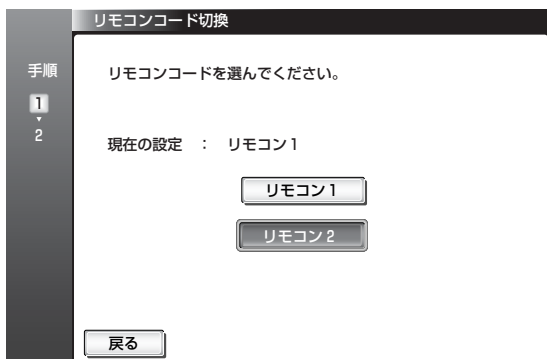 リモコンコード切換
手順
1
2
リモコンコードを選んでください。
現在の設定 ： リモコン1
リモコン1
リモコン2
戻る